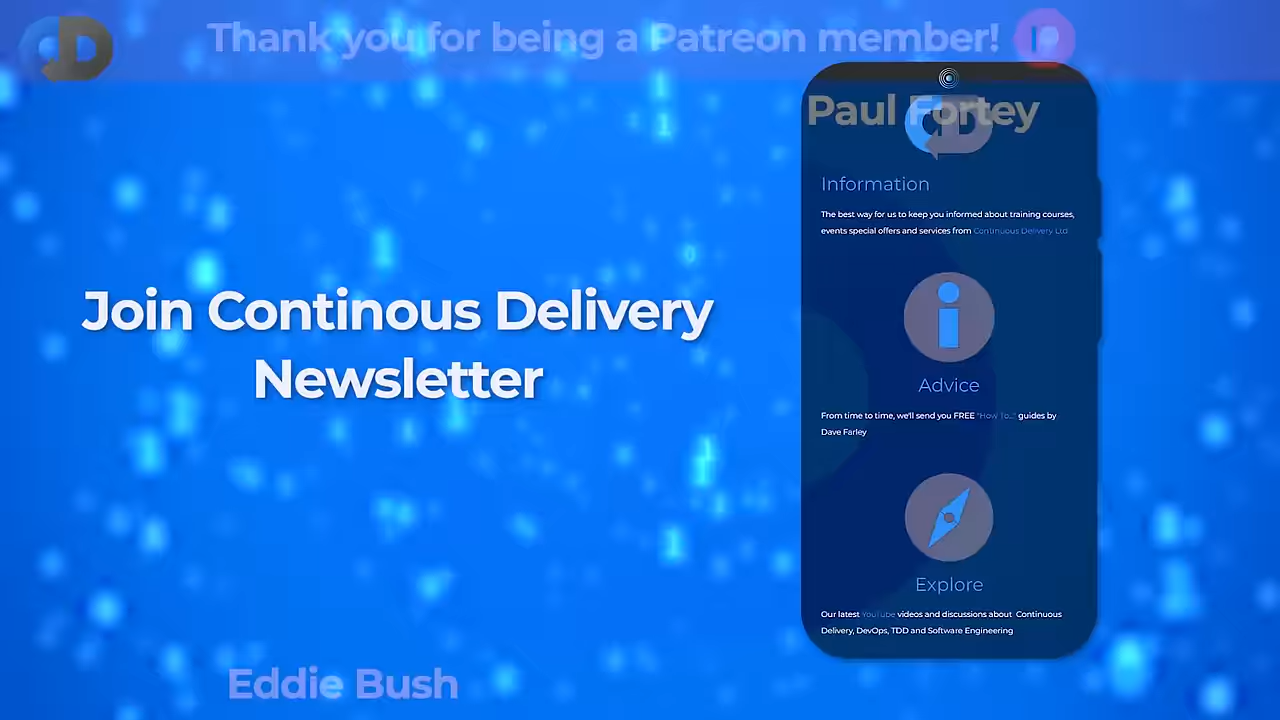 Thank you for being a Patreon member!
Paul Fortey
Information
The best way for us to keep you informed about training courses,
events special offers and services from Continuous Delivery Ltd
Join Continous Delivery
Newsletter
Advice
From time to time, we'll send you FREE "How To..." guides by
Dave Farley
Explore
Our latest YouTube videos and discussions about Continuous
Delivery, DevOps, TDD and Software Engineering
Eddie Bush